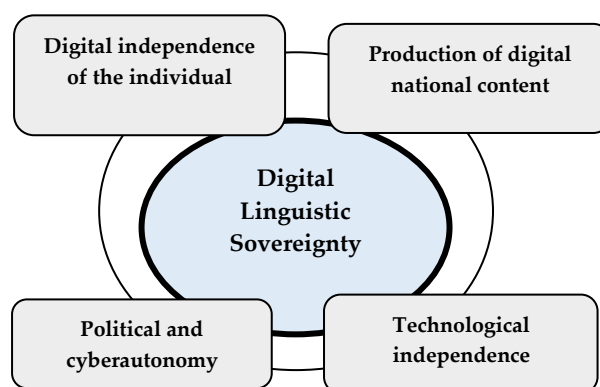 Digital independence
of the individual
Production of digital
national content
Digital
Linguistic
Sovereignty
Political and
cyberautonomy
Technological
independence